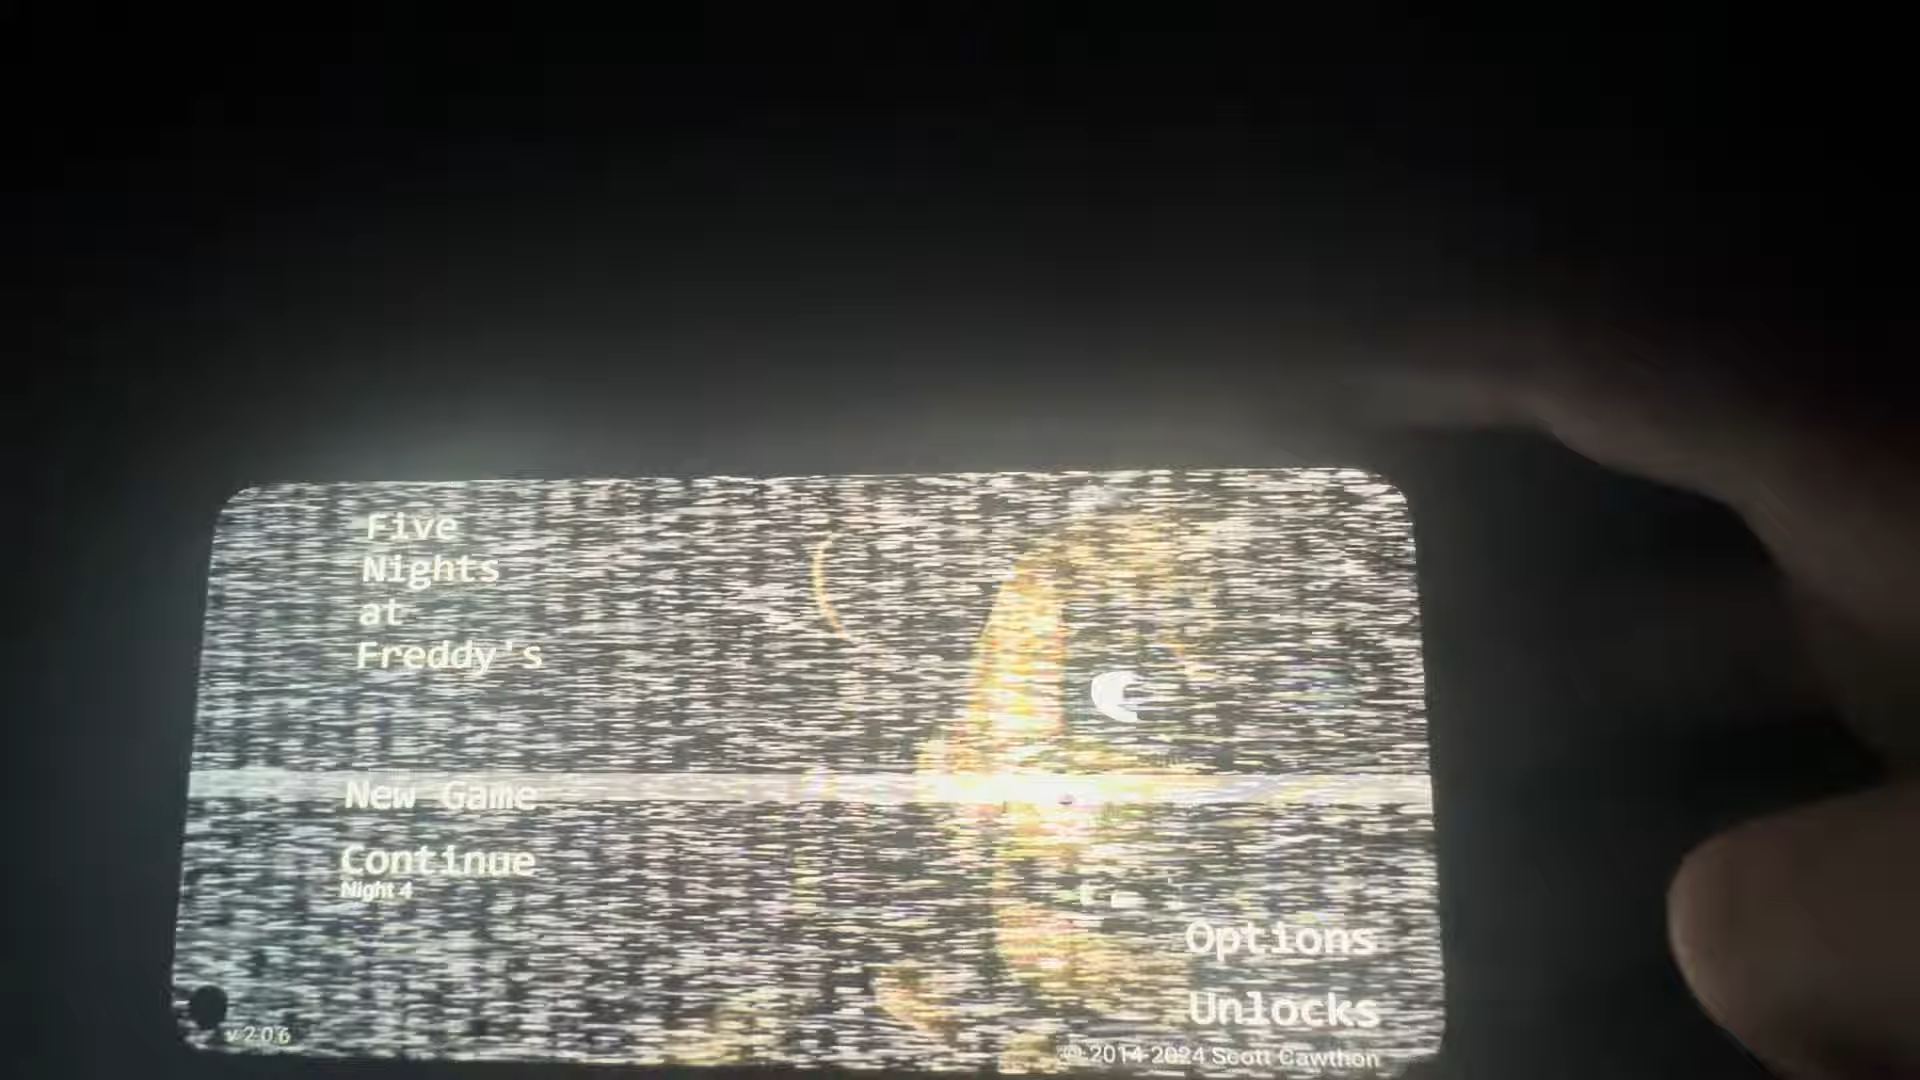 Five
Nights
at
Freddy's
New Game
Continue
Night 4
Options
Unlocks
v 2.0.6
© 2014-2024 Scott Cawthon